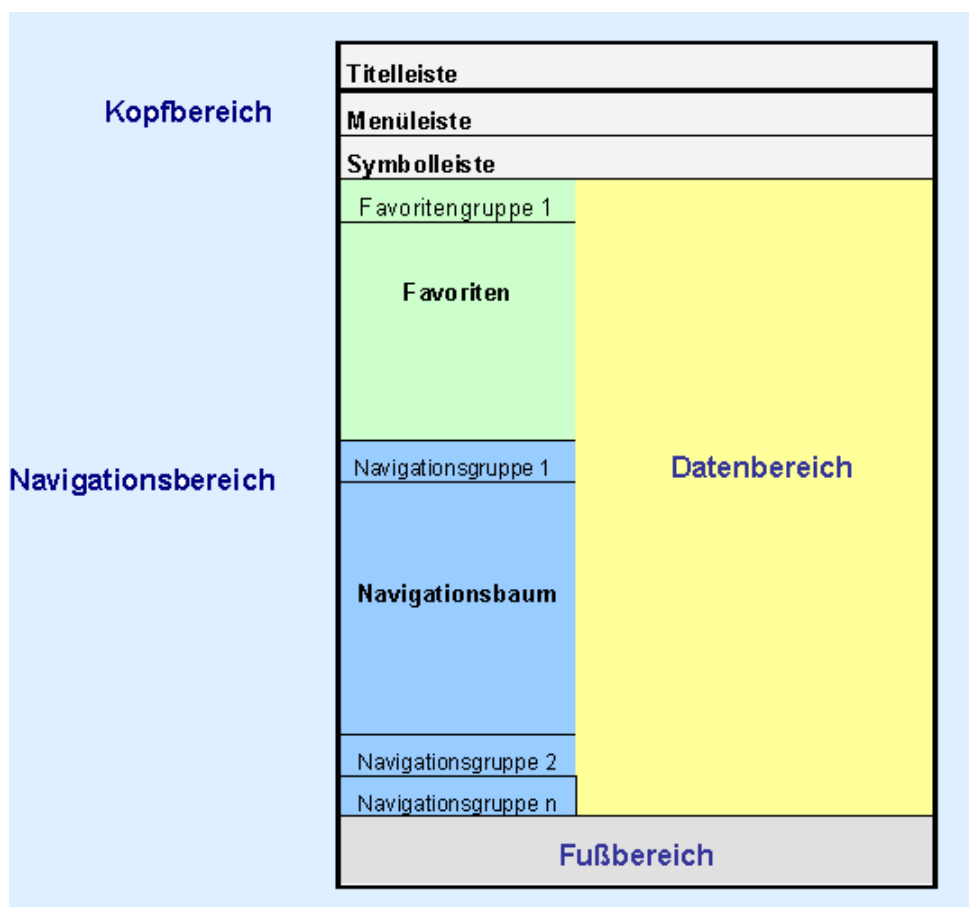 Titelleiste
Kopfbereich
Menüleiste
Symbolleiste
Favoritengruppe 1
Favoriten
Navigationsgruppe 1
Datenbereich
Navigationsbereich
Navigationsbaum
Navigationsgruppe 2
Navigationsgruppe n
Fußbereich